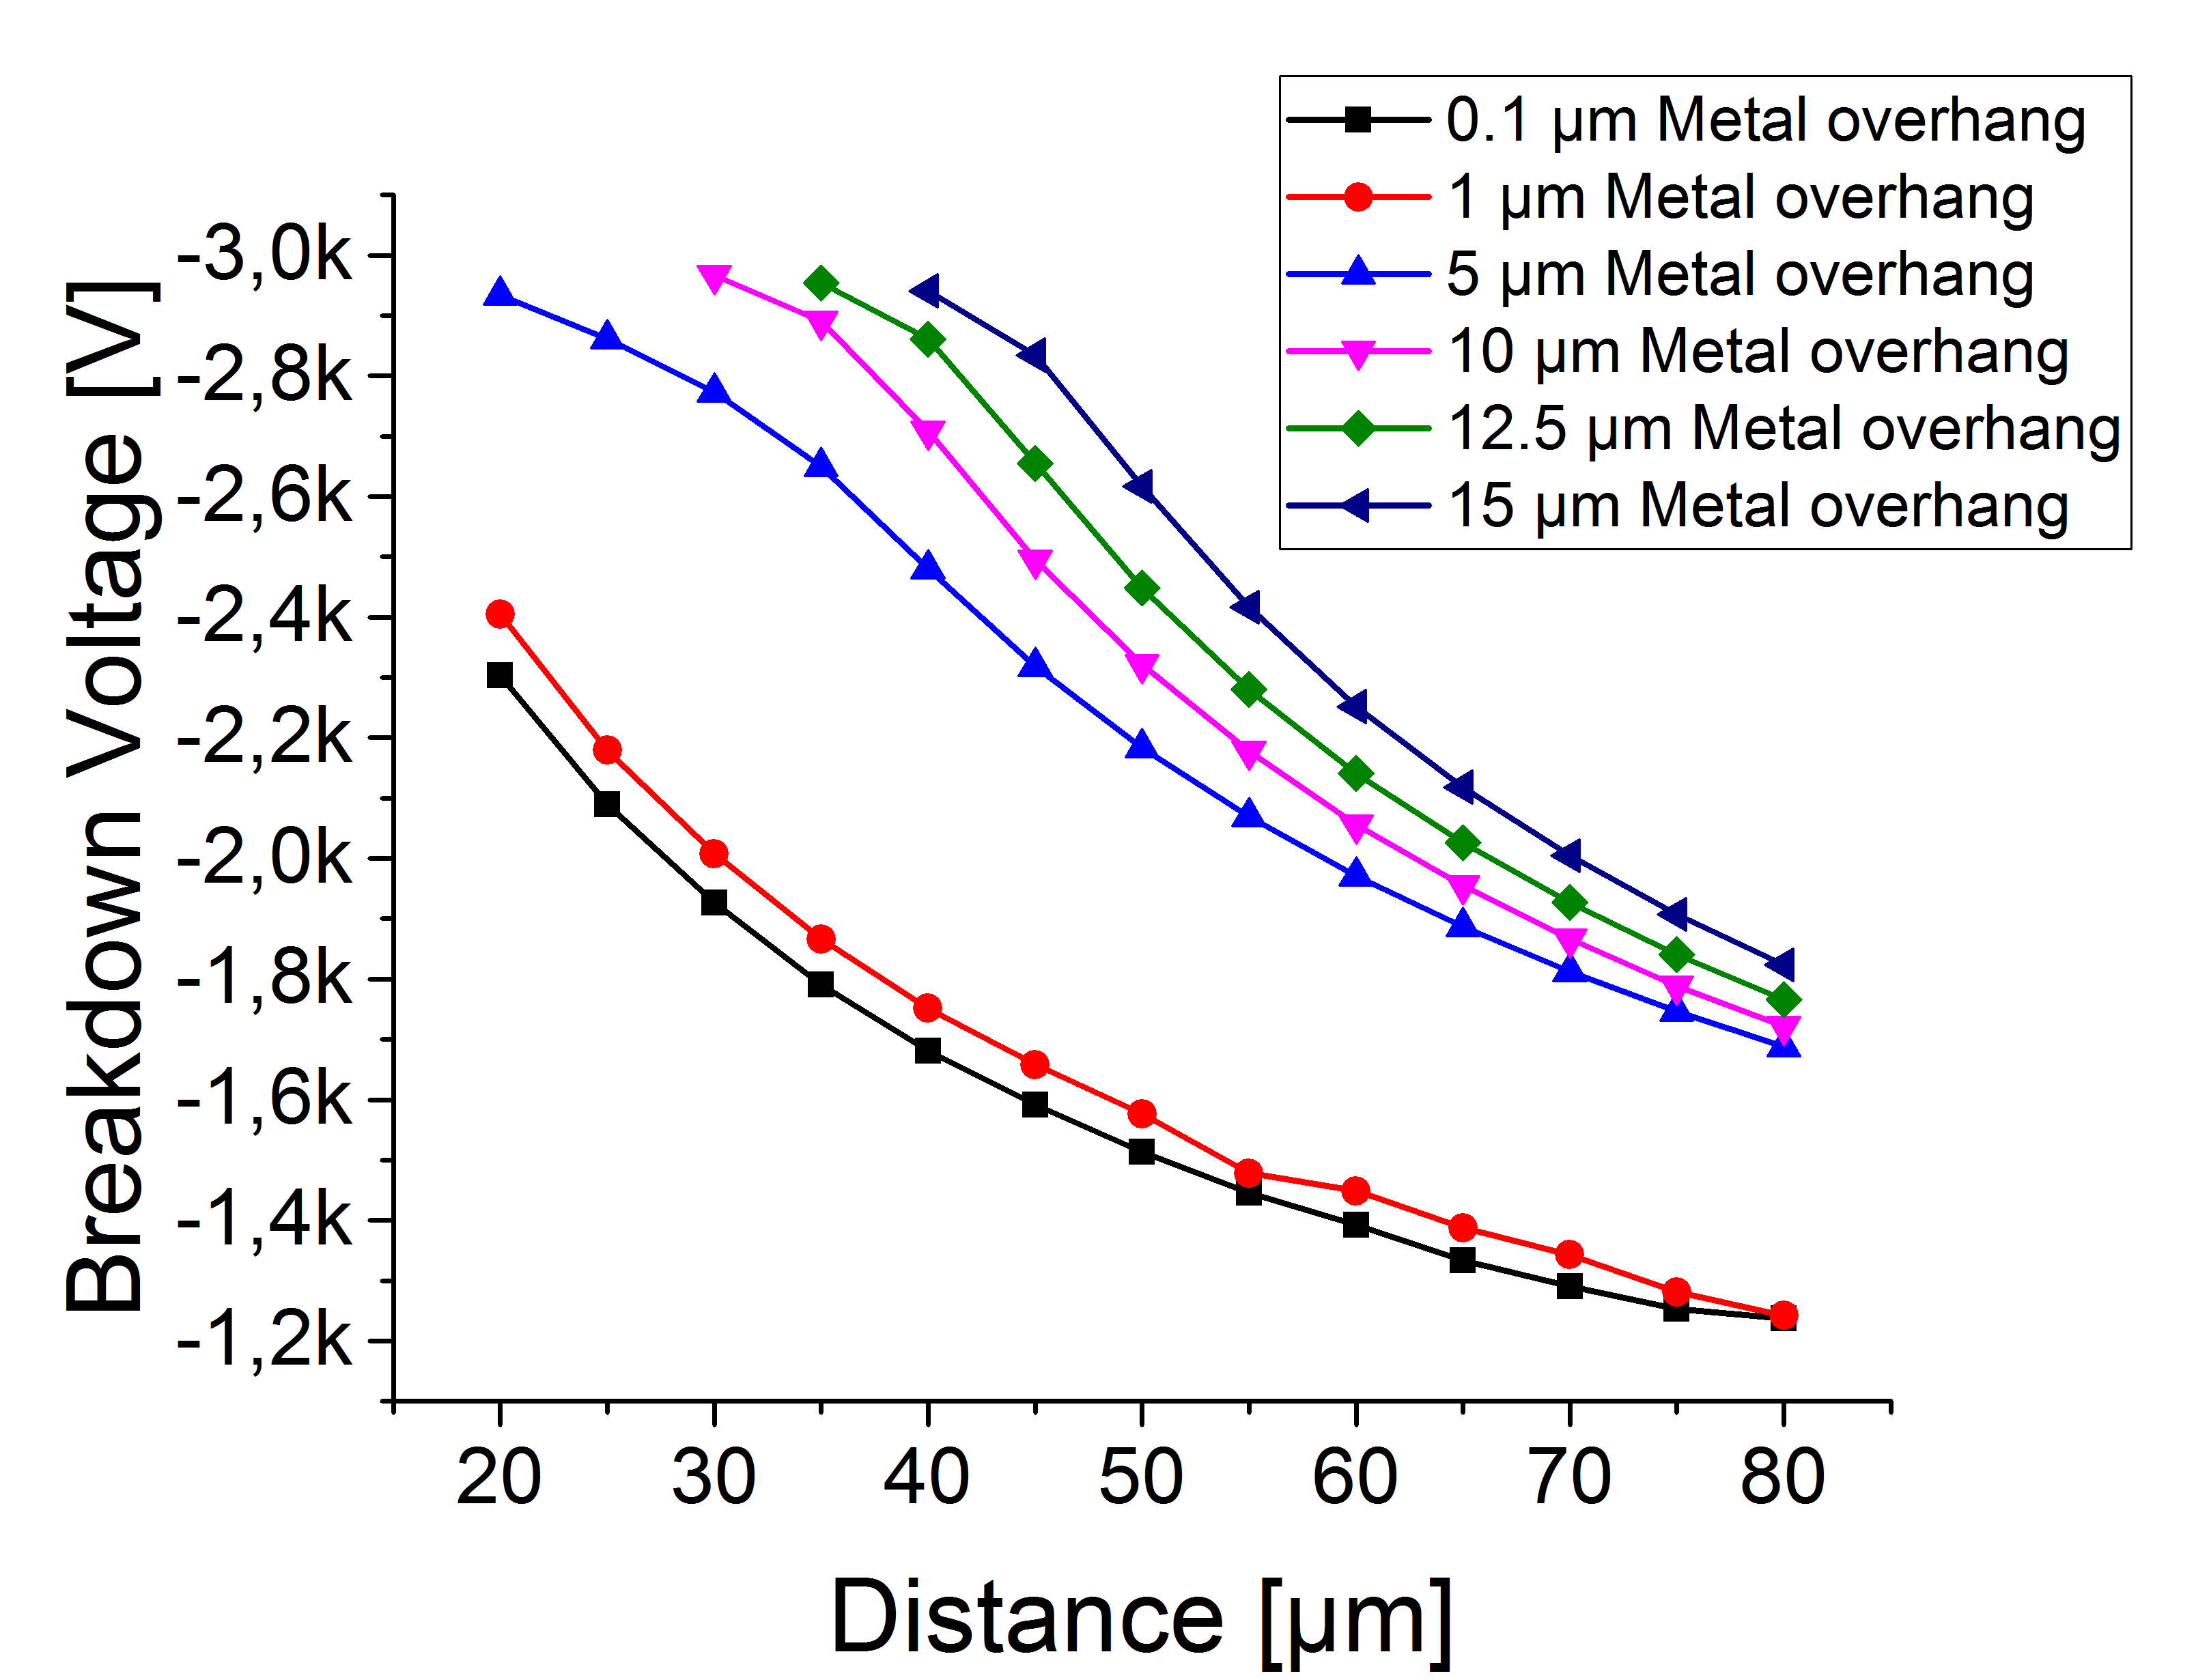 0.1 µm Metal overhang
1 µm Metal overhang
5 µm Metal overhang
10 µm Metal overhang
12.5 µm Metal overhang
15 µm Metal overhang
Breakdown Voltage [V]
-3,0k
-2,8k
-2,6k
-2,4k
-2,2k
-2,0k
-1,8k
-1,6k
-1,4k
-1,2k
20 30 40 50 60 70 80
Distance [µm]